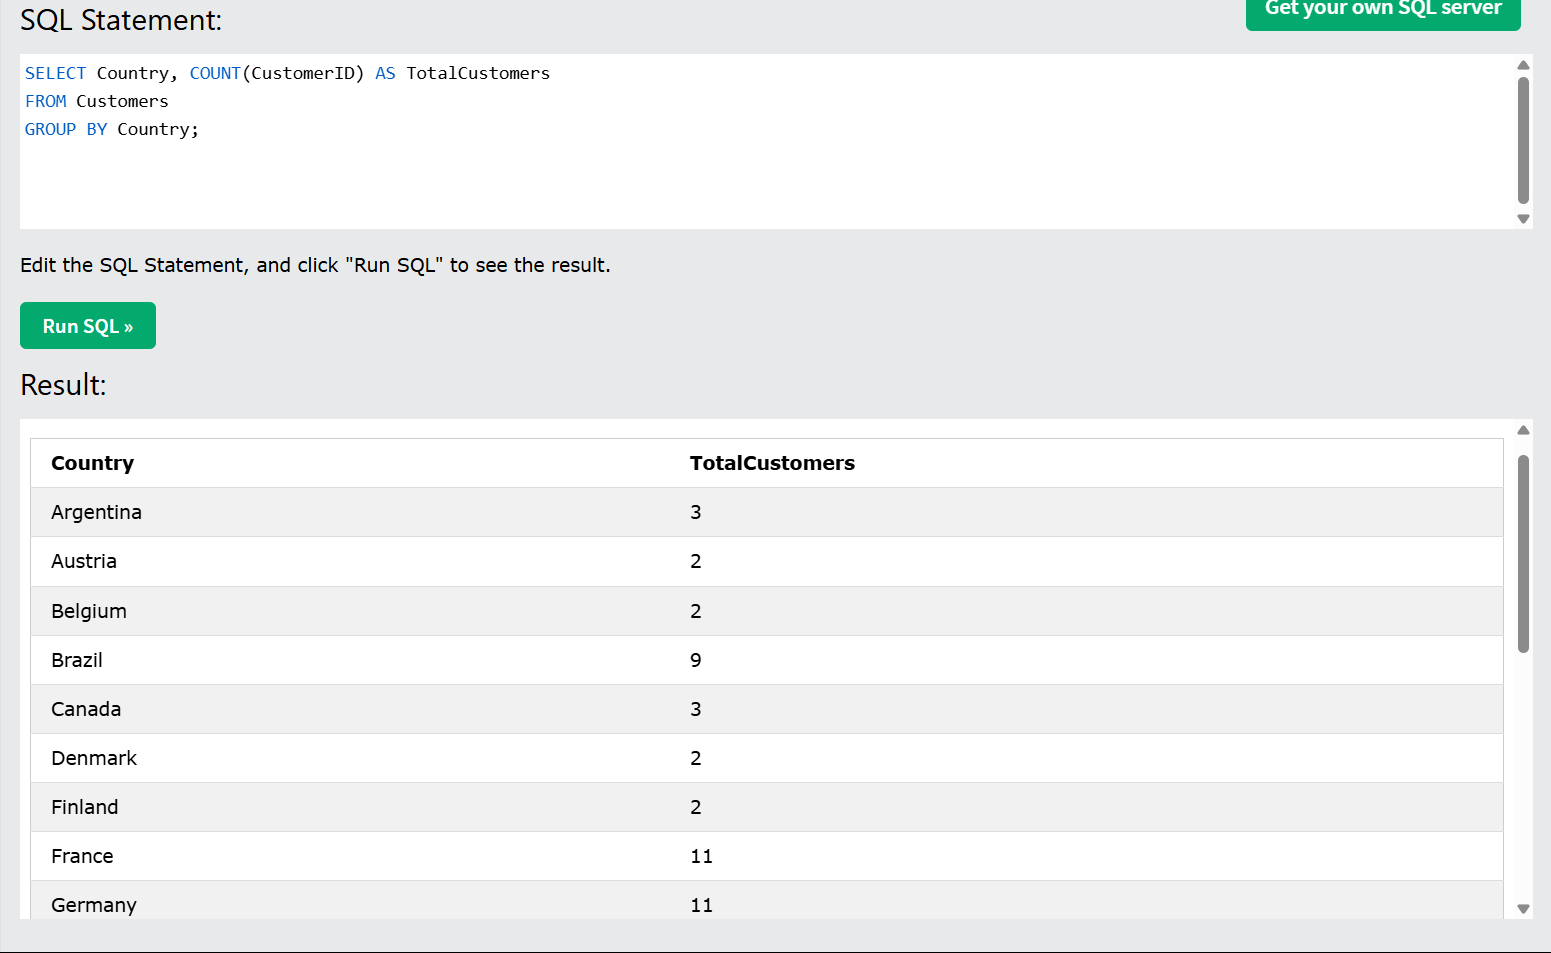 SQL Statement:
Get your own SQL server
SELECT Country, COUNT(CustomerID) AS TotalCustomers
FROM Customers
GROUP BY Country;
Edit the SQL Statement, and click "Run SQL" to see the result.
Run SQL »
Result:
Country TotalCustomers
Argentina 3
Austria 2
Belgium 2
Brazil 9
Canada 3
Denmark 2
Finland 2
France 11
Germany 11